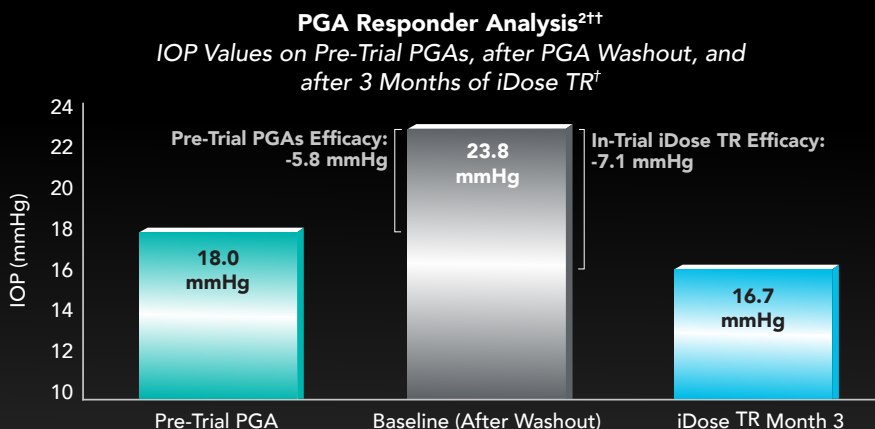 PGA Responder Analysis²††
IOP Values on Pre-Trial PGAs, after PGA Washout, and
after 3 Months of iDose TR†
24
22
20
18
16
14
12
10
IOP (mmHg)
Pre-Trial PGAs Efficacy:
-5.8 mmHg
In-Trial iDose TR Efficacy:
-7.1 mmHg
18.0
mmHg
23.8
mmHg
16.7
mmHg
Pre-Trial PGA
Baseline (After Washout)
iDose TR Month 3